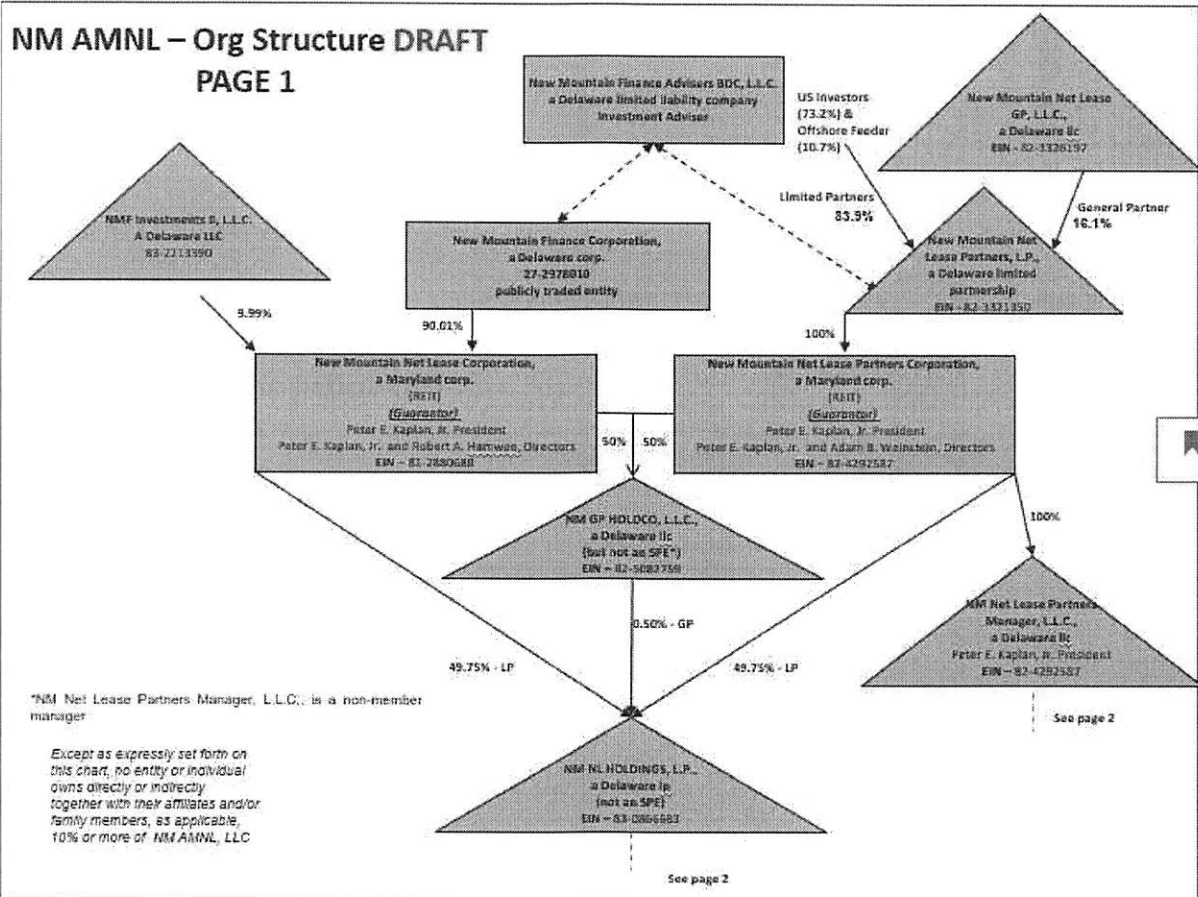 NM AMNL – Org Structure DRAFT
PAGE 1
New Mountain Finance Advisers BDC, L.L.C.
a Delaware limited liability company
Investment Adviser
US Investors
(73.2%) &
Offshore Feeder
(10.7%)
New Mountain Net Lease
GP, L.L.C.,
a Delaware llc
EIN - 82-3326197
Limited Partners
83.9%
General Partner
16.1%
NMF Investments II, L.L.C.
A Delaware LLC
New Mountain Finance Corporation,
a Delaware corp.
27-2978010
publicly traded entity
New Mountain Net
Lease Partners, L.P.,
a Delaware limited
partnership
EIN - 82-3321350
9.99%
90.01%
100%
New Mountain Net Lease Corporation,
a Maryland corp.
(REIT)
(Guarantor)
Peter E. Kaplan, Jr. President
Peter E. Kaplan, Jr. and Robert A. Hamwee, Directors
EIN –
New Mountain Net Lease Partners Corporation,
a Maryland corp.
(REIT)
(Guarantor)
Peter E. Kaplan, Jr. President
Peter E. Kaplan, Jr. and Adam B. Weinstein, Directors
EIN – 82-4292587
50%
50%
NM GP HOLDCO, L.L.C.,
a Delaware llc
(but not an SPE*)
EIN – 82-5082759
100%
0.50% - GP
49.75% - LP
49.75% - LP
NM Net Lease Partners
Manager, L.L.C.,
a Delaware llc
Peter E. Kaplan, Jr. President
EIN – 82-4292587
See page 2
*NM Net Lease Partners Manager, L.L.C., is a non-member
manager
Except as expressly set forth on
this chart, no entity or individual
owns directly or indirectly
together with their affiliates and/or
family members, as applicable,
10% or more of NM AMNL, LLC
NM NL HOLDINGS, L.P.,
a Delaware lp
(not an SPE)
EIN –
See page 2